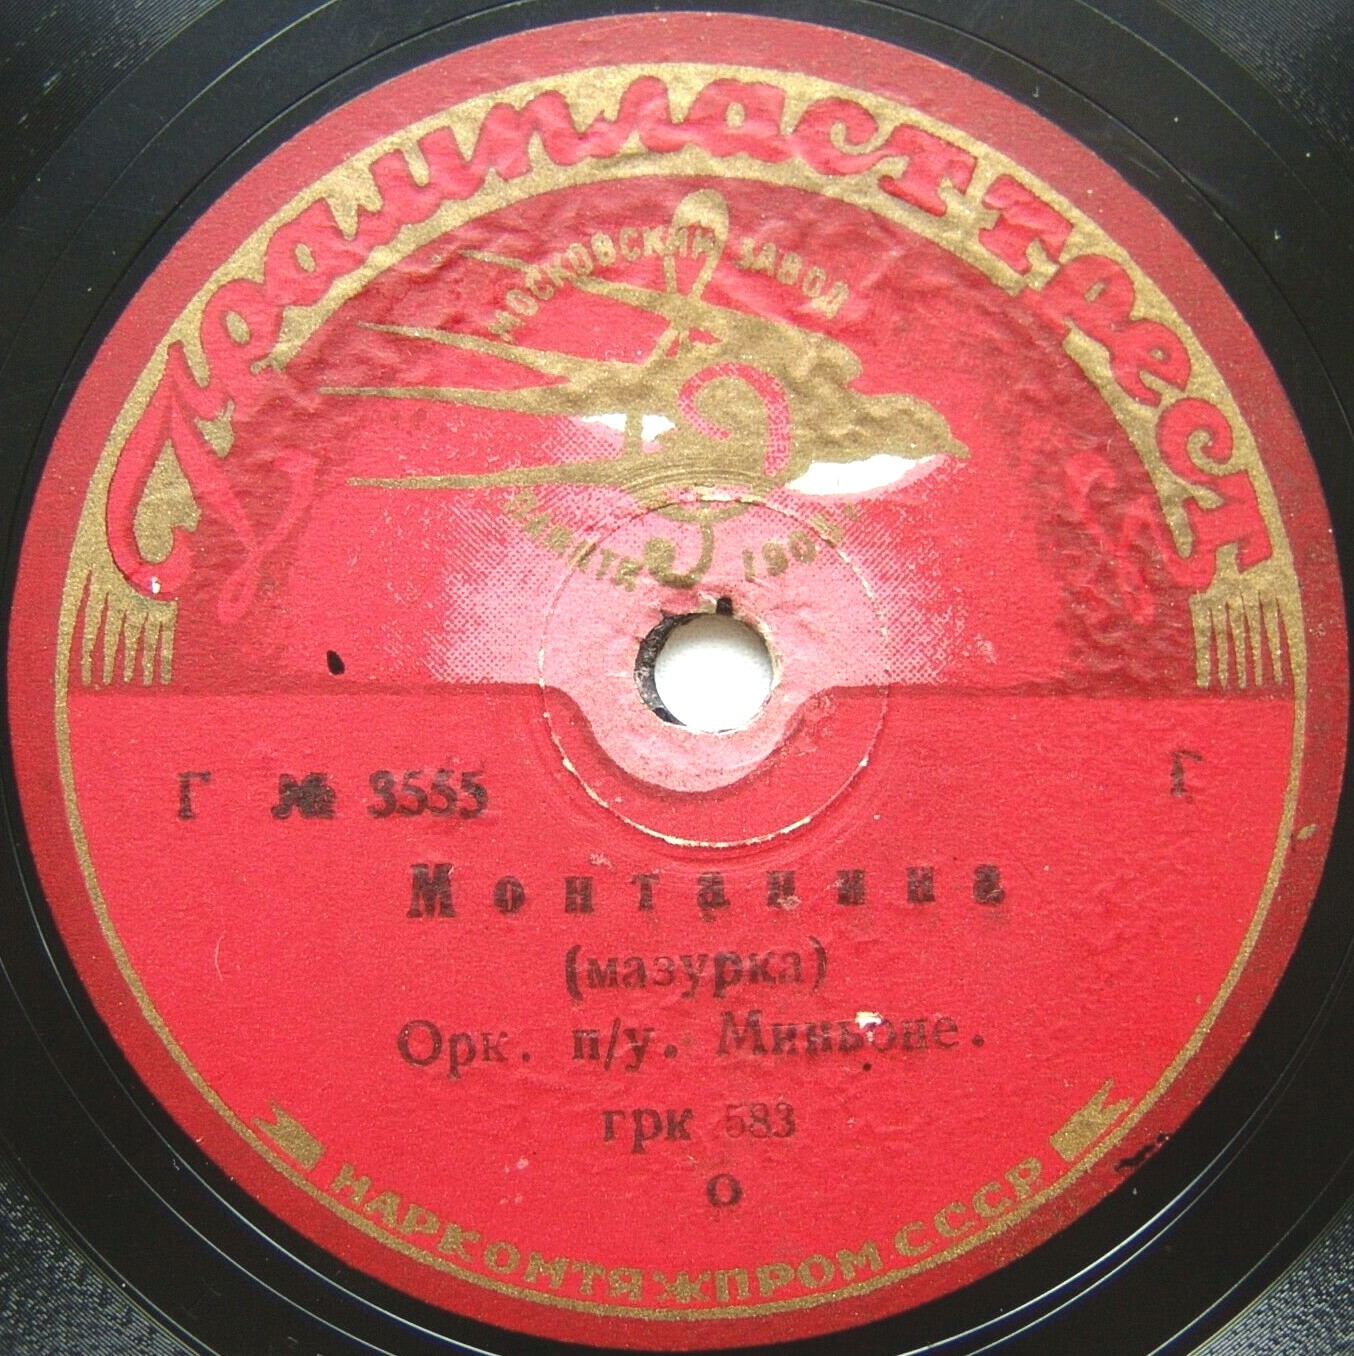 Грампласттрест
МОСКОВСКИЙ ЗАВОД
ПАМЯТИ 1905 г.
Г № 3555 Г
Монтанина
(мазурка)
Орк. п/у. Миньоне.
грк 583
О
НАРКОМТЯЖПРОМ СССР